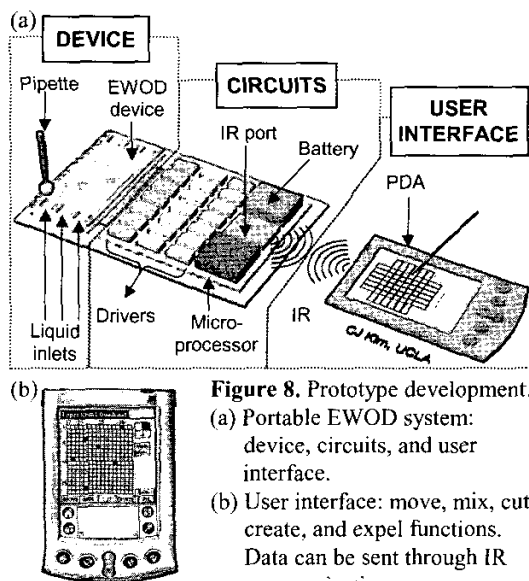 (a)
DEVICE
Pipette
EWOD
device
CIRCUITS
IR port
Battery
USER
INTERFACE
PDA
Liquid
inlets
Drivers
Micro-
processor
IR
CJ Kim, UCLA
(b)
Figure 8. Prototype development.
(a) Portable EWOD system:
device, circuits, and user
interface.
(b) User interface: move, mix, cut
create, and expel functions.
Data can be sent through IR